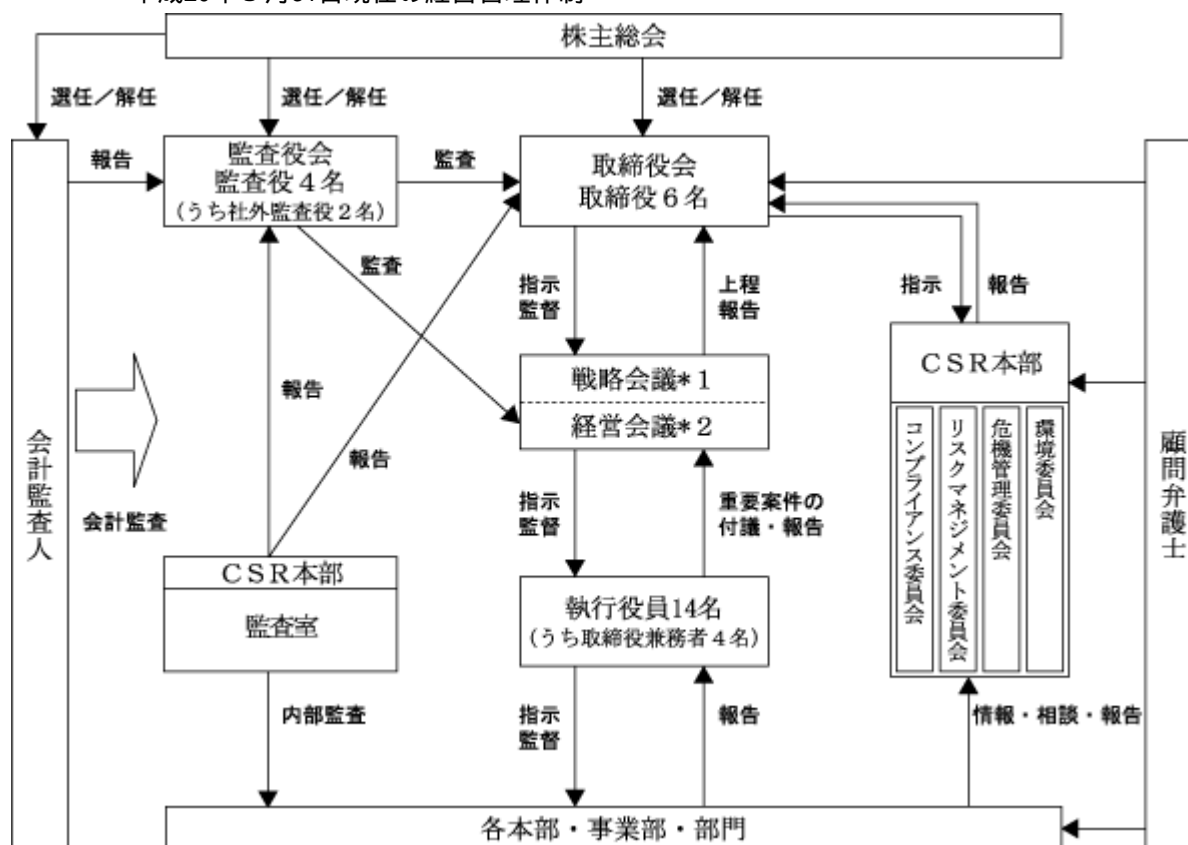 株主総会
選任／解任
選任／解任
選任／解任
報告
監査役会
監査役４名
(うち社外監査役２名)
監査
取締役会
取締役６名
監査
指示
監督
上程
報告
指示
報告
ＣＳＲ本部
コンプライアンス委員会
リスクマネジメント委員会
危機管理委員会
環境委員会
戦略会議＊１
経営会議＊２
報告
報告
会計監査人
会計監査
顧問弁護士
指示
監督
重要案件の
付議・報告
ＣＳＲ本部
監査室
執行役員14名
(うち取締役兼務者４名)
内部監査
指示
監督
報告
情報・相談・報告
各本部・事業部・部門